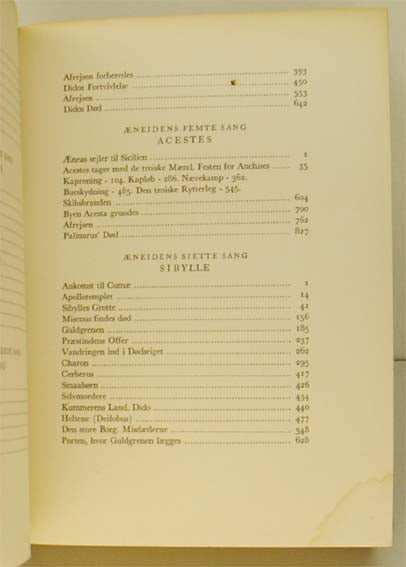 Afrejsen forberedes 393
Didos Fortvivlelse 450
Afrejsen 553
Didos Død 642
ÆNEIDENS FEMTE SANG
ACESTES
Æneas sejler til Sicilien 1
Acestes tager mod de troiske Mænd. Festen for Anchises 35
Kaproning - 104. Kapløb - 286. Nævekamp - 362.
Bueskydning - 485. Den troiske Rytterleg - 545.
Skibsbranden 604
Byen Acesta grundes 700
Afrejsen 762
Palinurus' Død 827
ÆNEIDENS SJETTE SANG
SIBYLLE
Ankomst til Cumæ 1
Apollotemplet 14
Sibylles Grotte 41
Misenus findes død 156
Guldgrenen 185
Præstindens Offer 237
Vandringen ind i Dødsriget 262
Charon 295
Cerberus 417
Smaabørn 426
Selvmordere 434
Kummerens Land. Dido 440
Heltene (Deifobus) 477
Den store Borg. Misdæderne 548
Porten, hvor Guldgrenen lægges 628